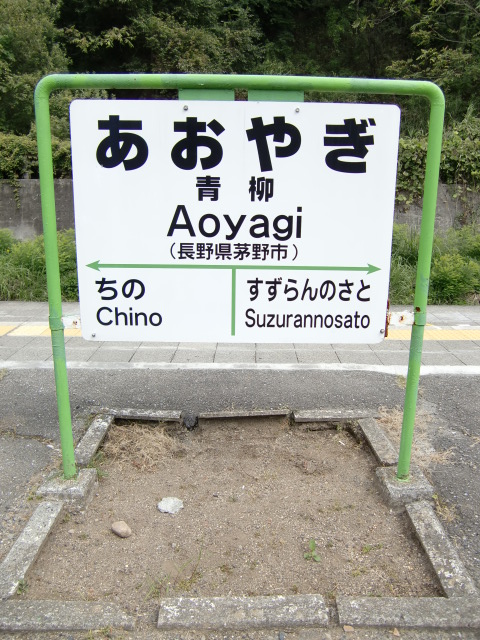 あおやぎ
青柳
Aoyagi
（長野県茅野市）
ちの すずらんのさと
Chino Suzurannosato